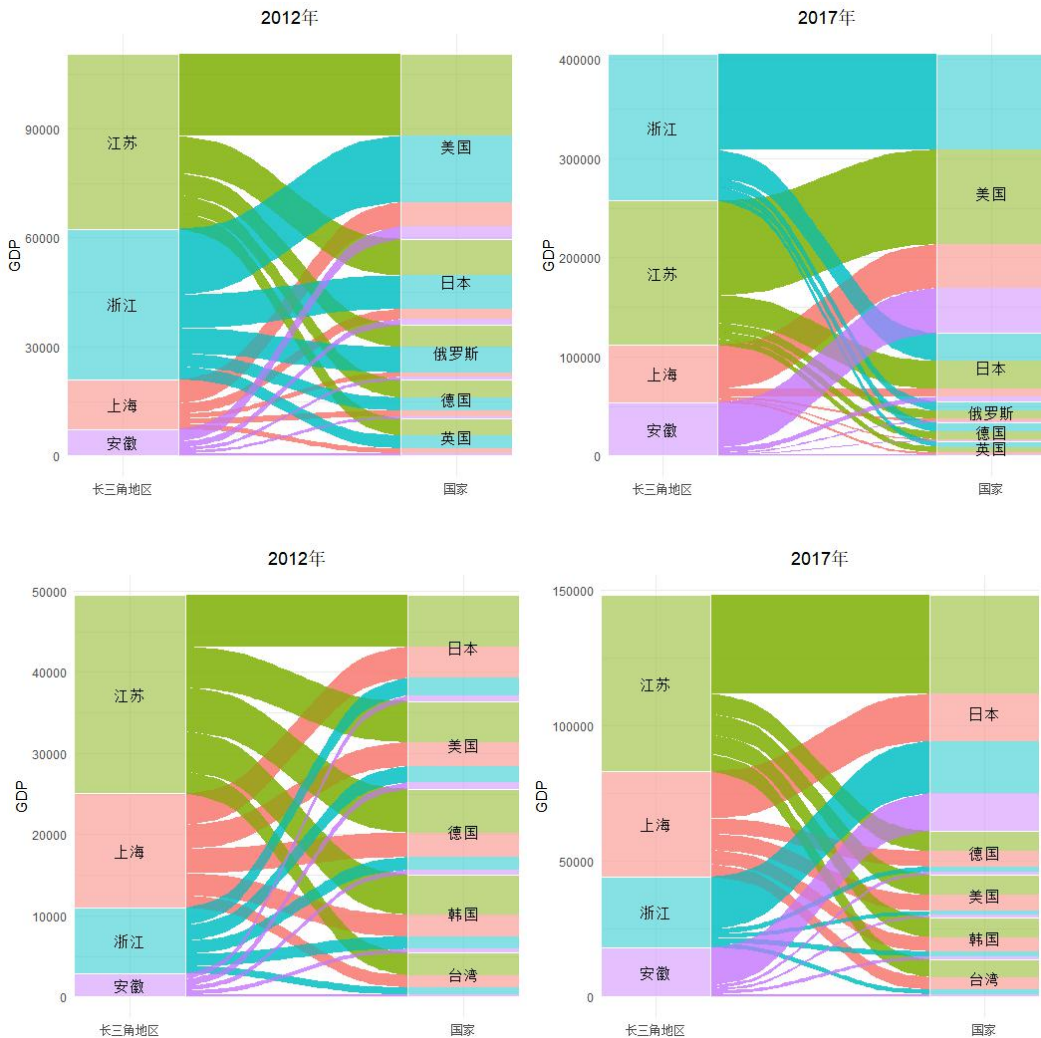 2012年
GDP
90000
60000
30000
0
江苏
浙江
上海
安徽
美国
日本
俄罗斯
德国
英国
长三角地区
国家
2017年
GDP
400000
300000
200000
100000
0
浙江
江苏
上海
安徽
美国
日本
俄罗斯
德国
英国
长三角地区
国家
2012年
GDP
50000
40000
30000
20000
10000
0
江苏
上海
浙江
安徽
日本
美国
德国
韩国
台湾
长三角地区
国家
2017年
GDP
150000
100000
50000
0
江苏
上海
浙江
安徽
日本
德国
美国
韩国
台湾
长三角地区
国家